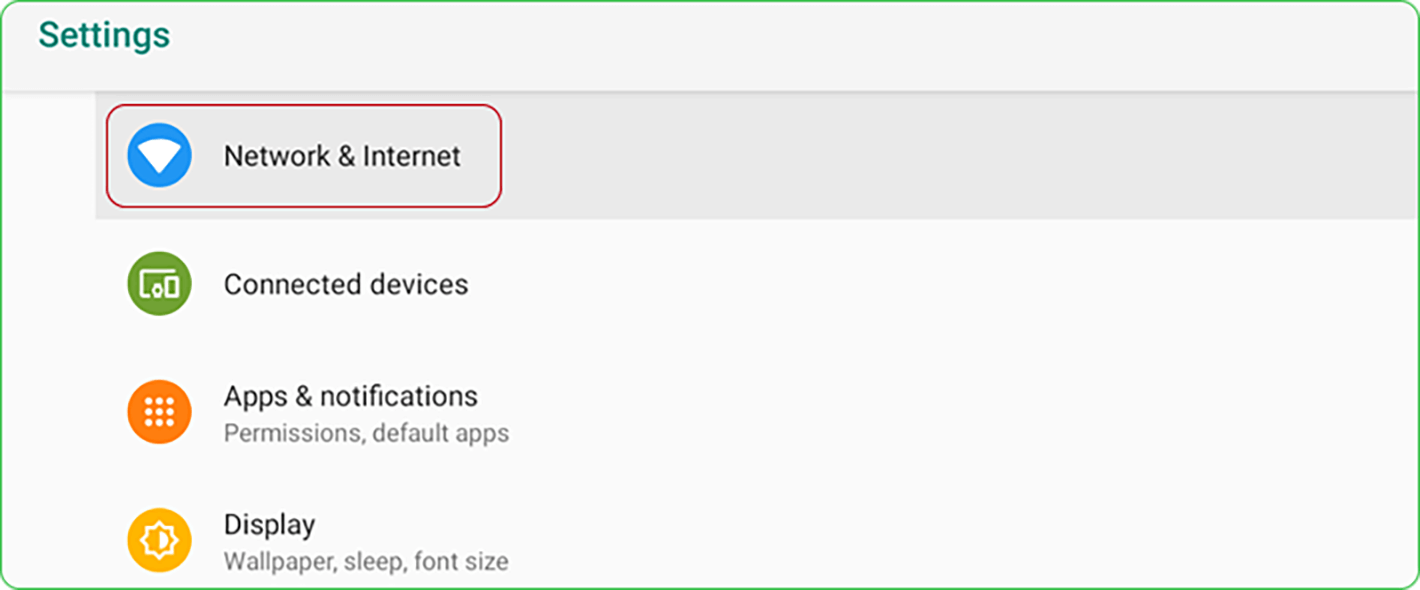 Settings
Network & Internet
Connected devices
Apps & notifications
Permissions, default apps
Display
Wallpaper, sleep, font size